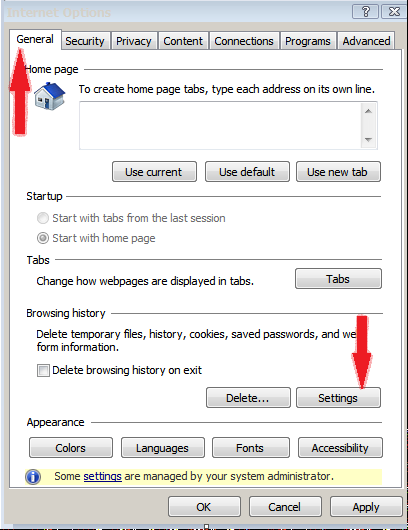 Internet Options
General Security Privacy Content Connections Programs Advanced
Home page
To create home page tabs, type each address on its own line.
Use current Use default Use new tab
Startup
Start with tabs from the last session
Start with home page
Tabs
Change how webpages are displayed in tabs. Tabs
Browsing history
Delete temporary files, history, cookies, saved passwords, and we
form information.
Delete browsing history on exit
Delete... Settings
Appearance
Colors Languages Fonts Accessibility
Some settings are managed by your system administrator.
OK Cancel Apply